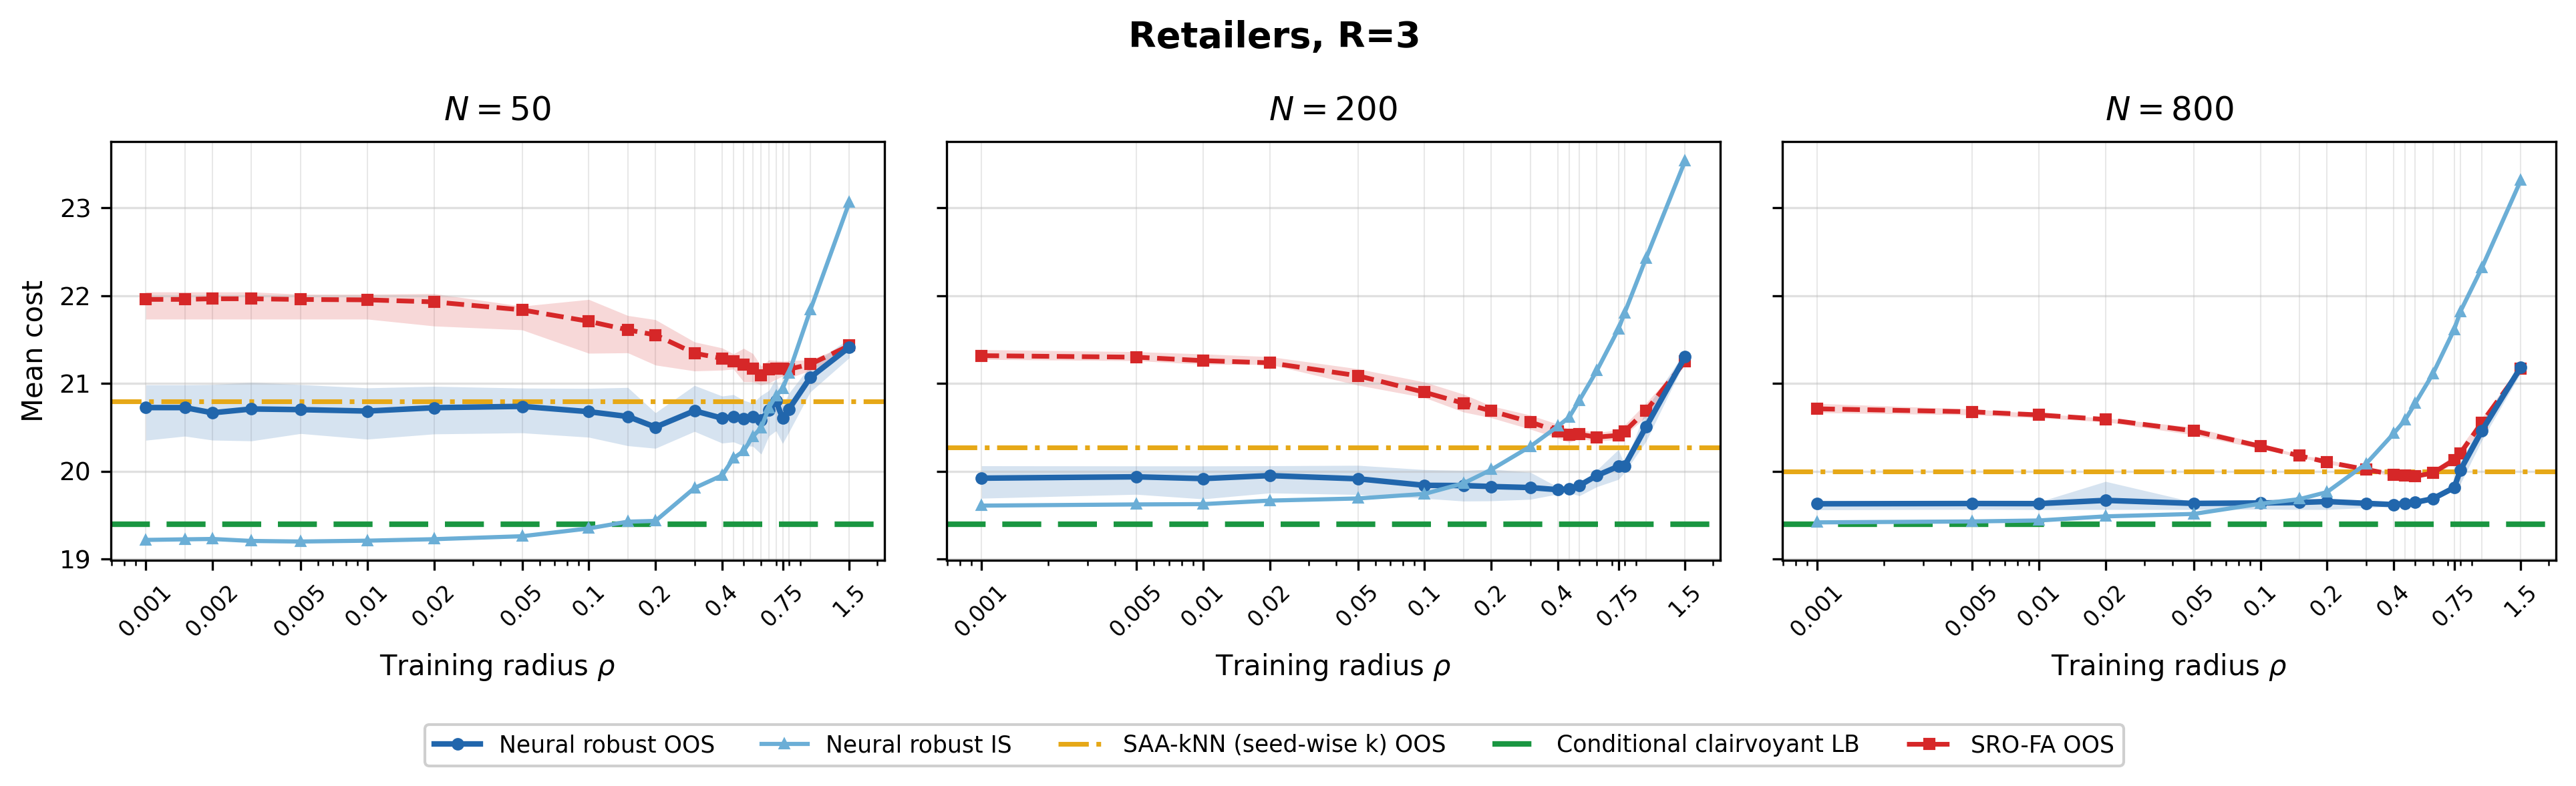 Retailers, R=3
N = 50
N = 200
N = 800
Mean cost
23
22
21
20
19
0.001 0.002 0.005 0.01 0.02 0.05 0.1 0.2 0.4 0.75 1.5
0.001 0.005 0.01 0.02 0.05 0.1 0.2 0.4 0.75 1.5
0.001 0.005 0.01 0.02 0.05 0.1 0.2 0.4 0.75 1.5
Training radius ρ
Training radius ρ
Training radius ρ
Neural robust OOS
Neural robust IS
SAA-kNN (seed-wise k) OOS
Conditional clairvoyant LB
SRO-FA OOS